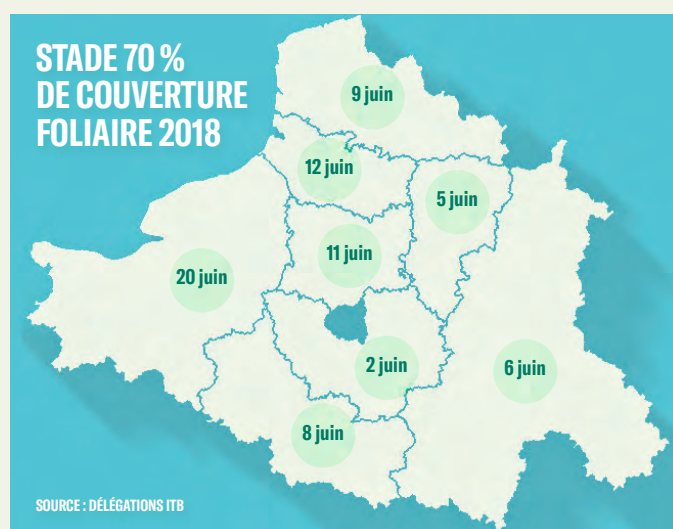 STADE 70 %
DE COUVERTURE
FOLIAIRE 2018
9 juin
12 juin
5 juin
11 juin
20 juin
2 juin
6 juin
8 juin
SOURCE : DÉLÉGATIONS ITB